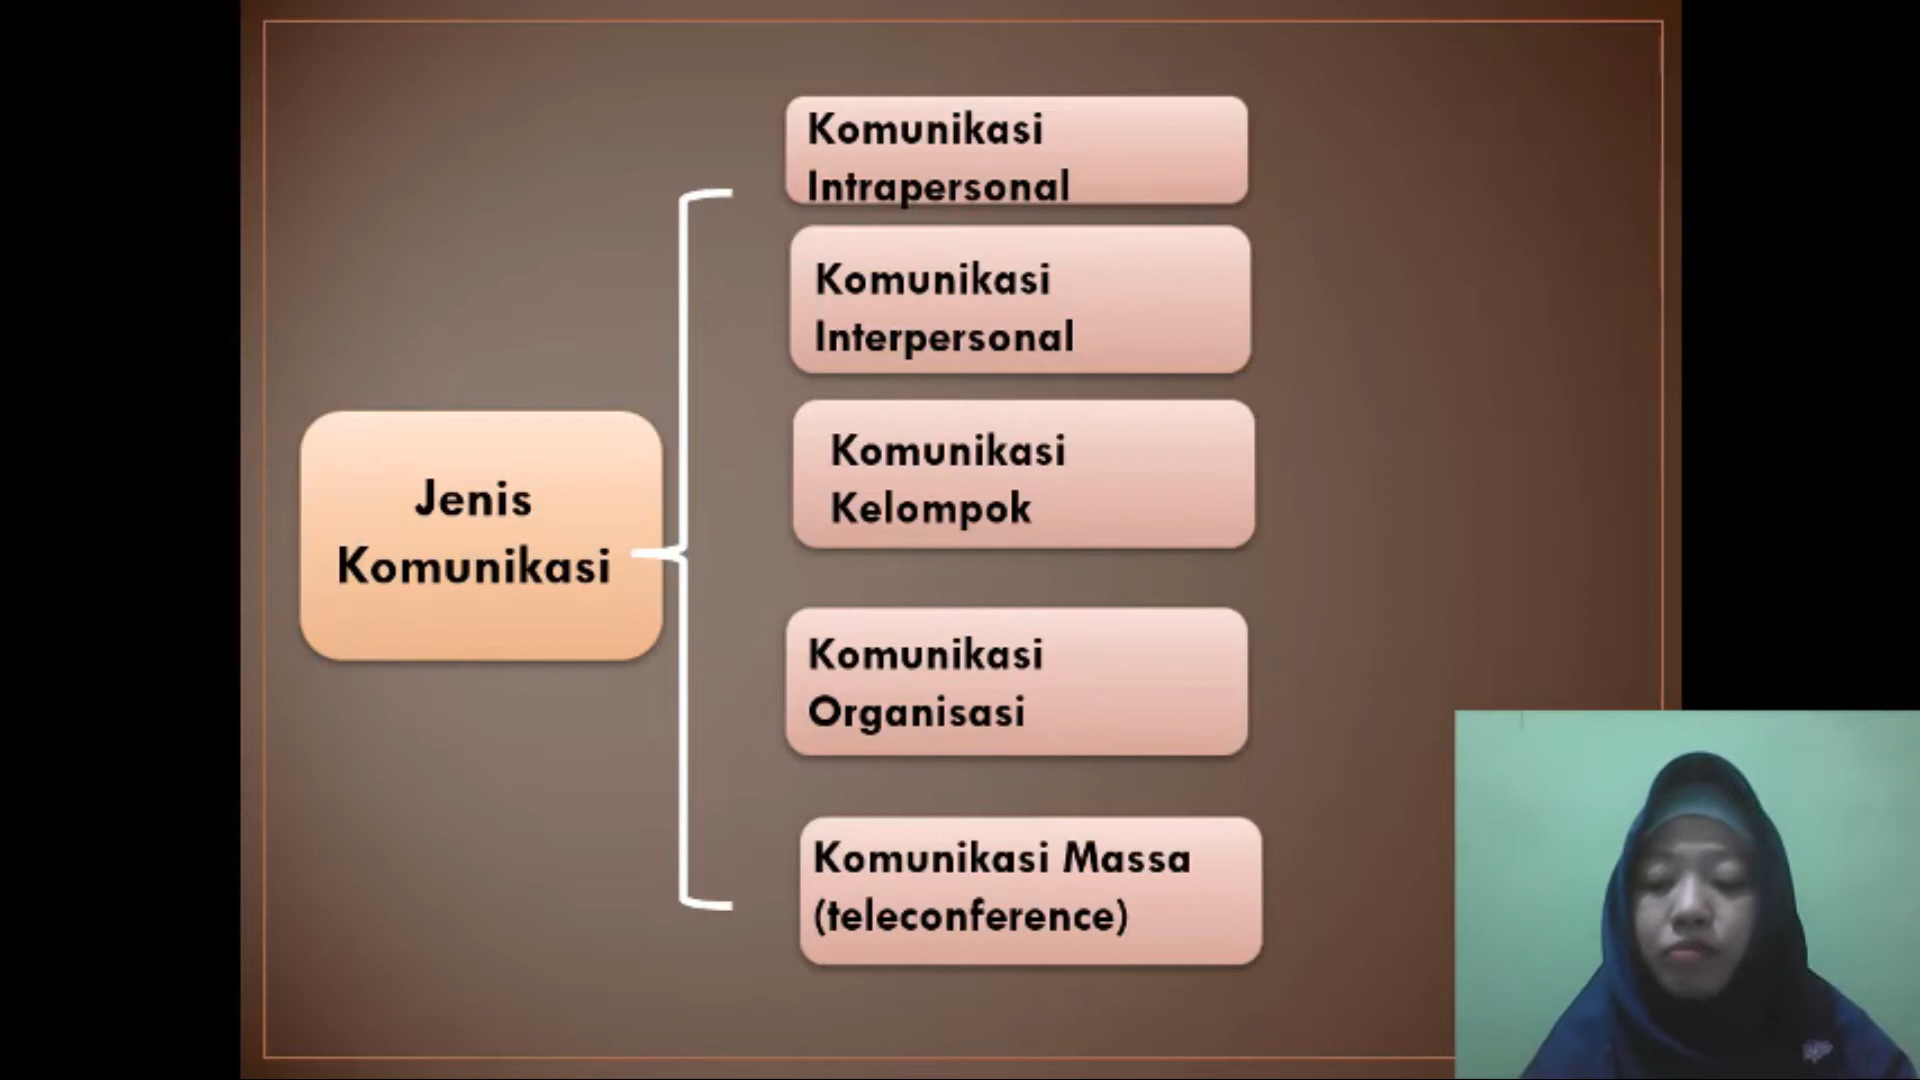 Jenis
Komunikasi
Komunikasi
Intrapersonal
Komunikasi
Interpersonal
Komunikasi
Kelompok
Komunikasi
Organisasi
Komunikasi Massa
(teleconference)